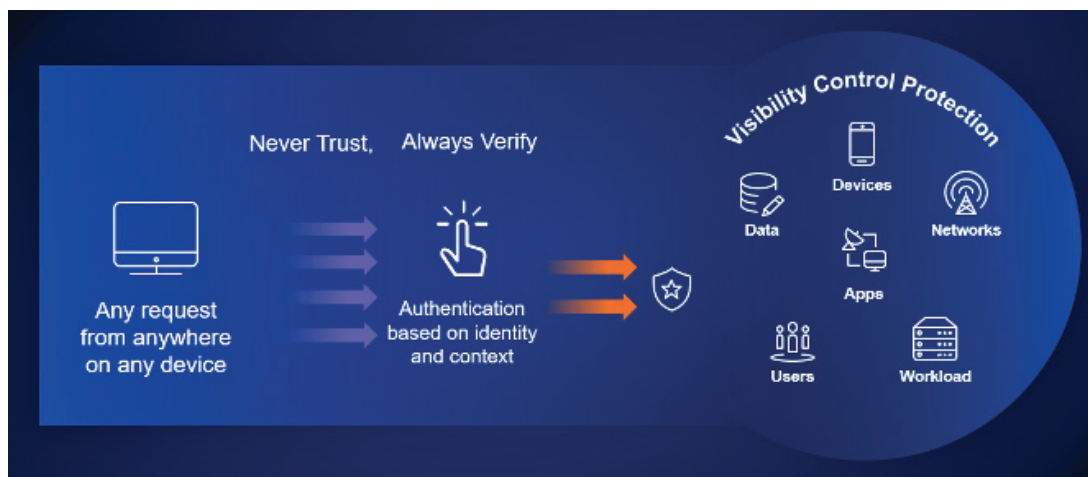 Never Trust, Always Verify
Any request
from anywhere
on any device
Authentication
based on identity
and context
Visibility Control Protection
Devices
Data
Networks
Apps
Users
Workload